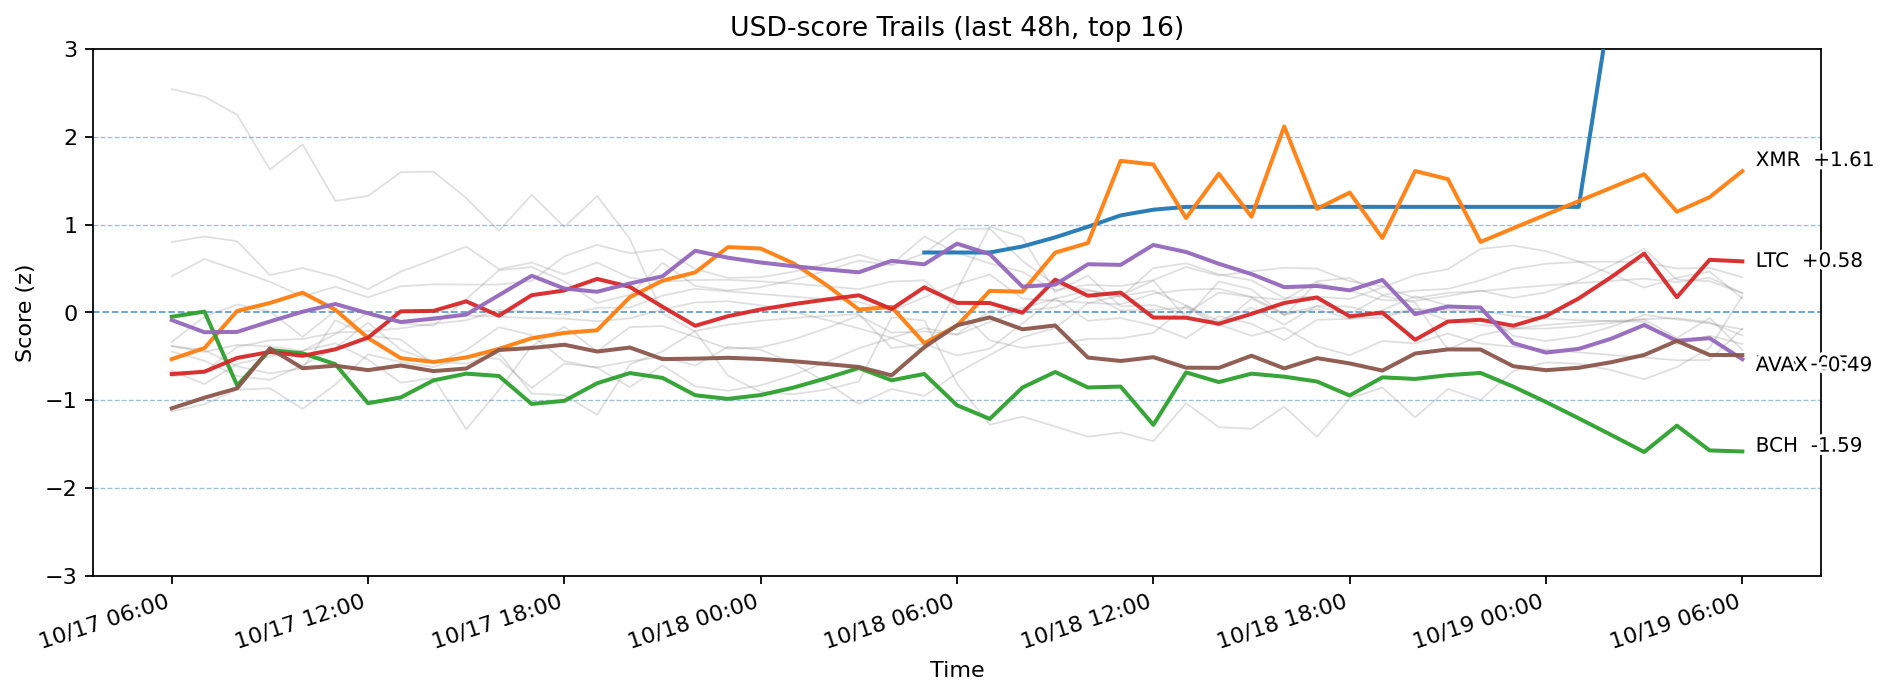 USD-score Trails (last 48h, top 16)
Score (z)
3
2
1
0
−1
−2
−3
XMR +1.61
LTC +0.58
AVAX -0.49
BCH -1.59
10/17 06:00
10/17 12:00
10/17 18:00
10/18 00:00
10/18 06:00
10/18 12:00
10/18 18:00
10/19 00:00
10/19 06:00
Time